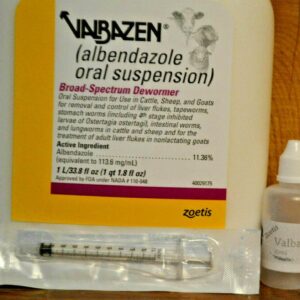 VALBAZEN®
(albendazole
oral suspension)
Broad-Spectrum Dewormer
Oral Suspension for Use in Cattle, Sheep, and Goats
for removal and control of liver flukes, tapeworms,
stomach worms (including 4th stage inhibited
larvae of Ostertagia ostertagi), intestinal worms,
and lungworms in cattle and sheep and for the
treatment of adult liver flukes in nonlactating goats
Active Ingredient
Albendazole 11.36%
(equivalent to 113.6 mg/mL)
1 L/33.8 fl oz (1 qt 1.8 fl oz)
Approved by FDA under NADA # 110-048
40029175
zoetis
Valba